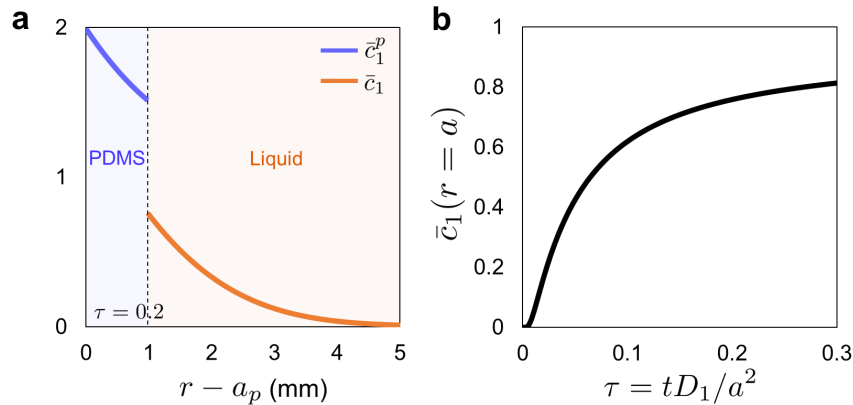 a
2
1
0
c̄₁ᵖ
c̄₁
PDMS
Liquid
τ = 0.2
0 1 2 3 4 5
r − aₚ (mm)
b
1
0.8
0.6
0.4
0.2
0
c̄₁(r = a)
0 0.1 0.2 0.3
τ = tD₁/a²